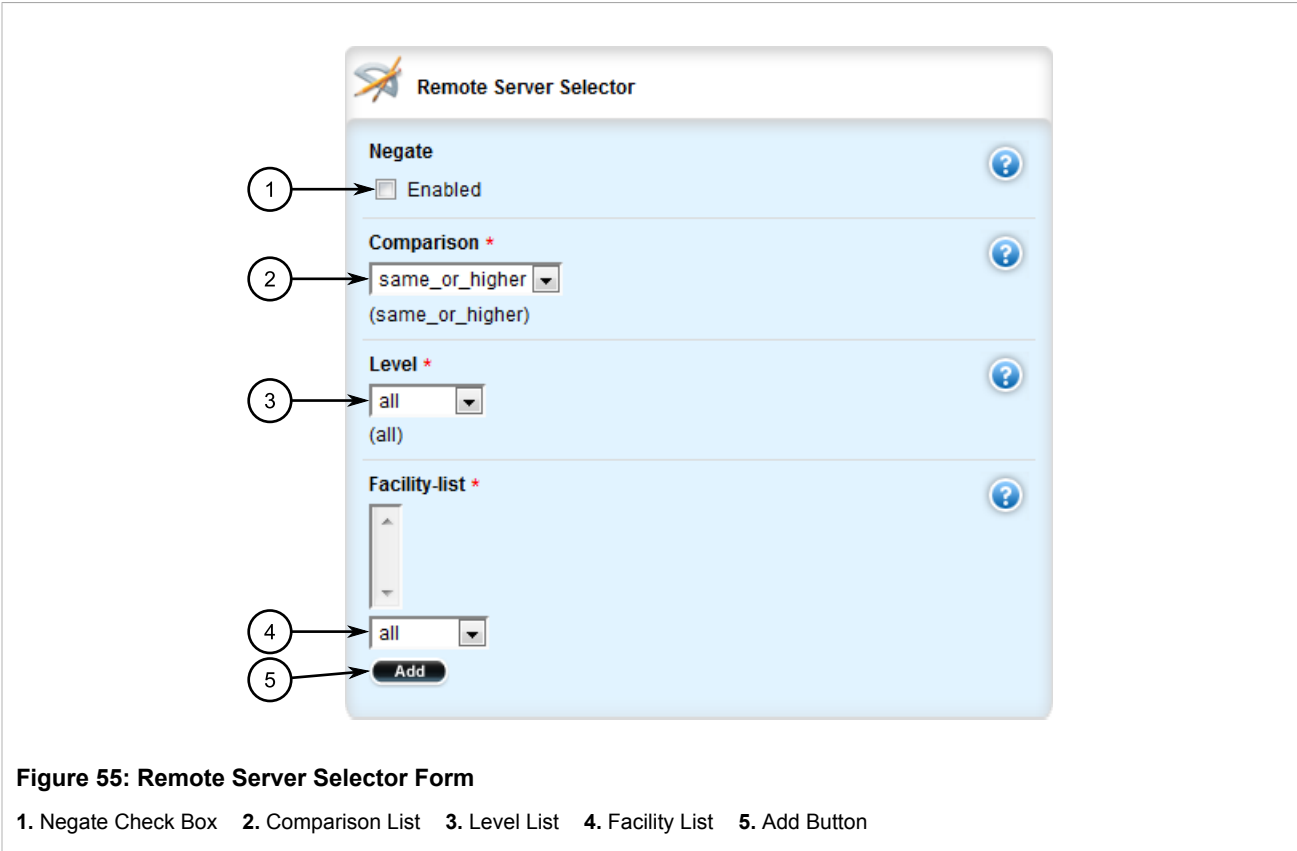 Remote Server Selector
Negate
1
Enabled
Comparison *
2
same_or_higher
(same_or_higher)
Level *
3
all
(all)
Facility-list *
4
all
5
Add
Figure 55: Remote Server Selector Form
1. Negate Check Box 2. Comparison List 3. Level List 4. Facility List 5. Add Button